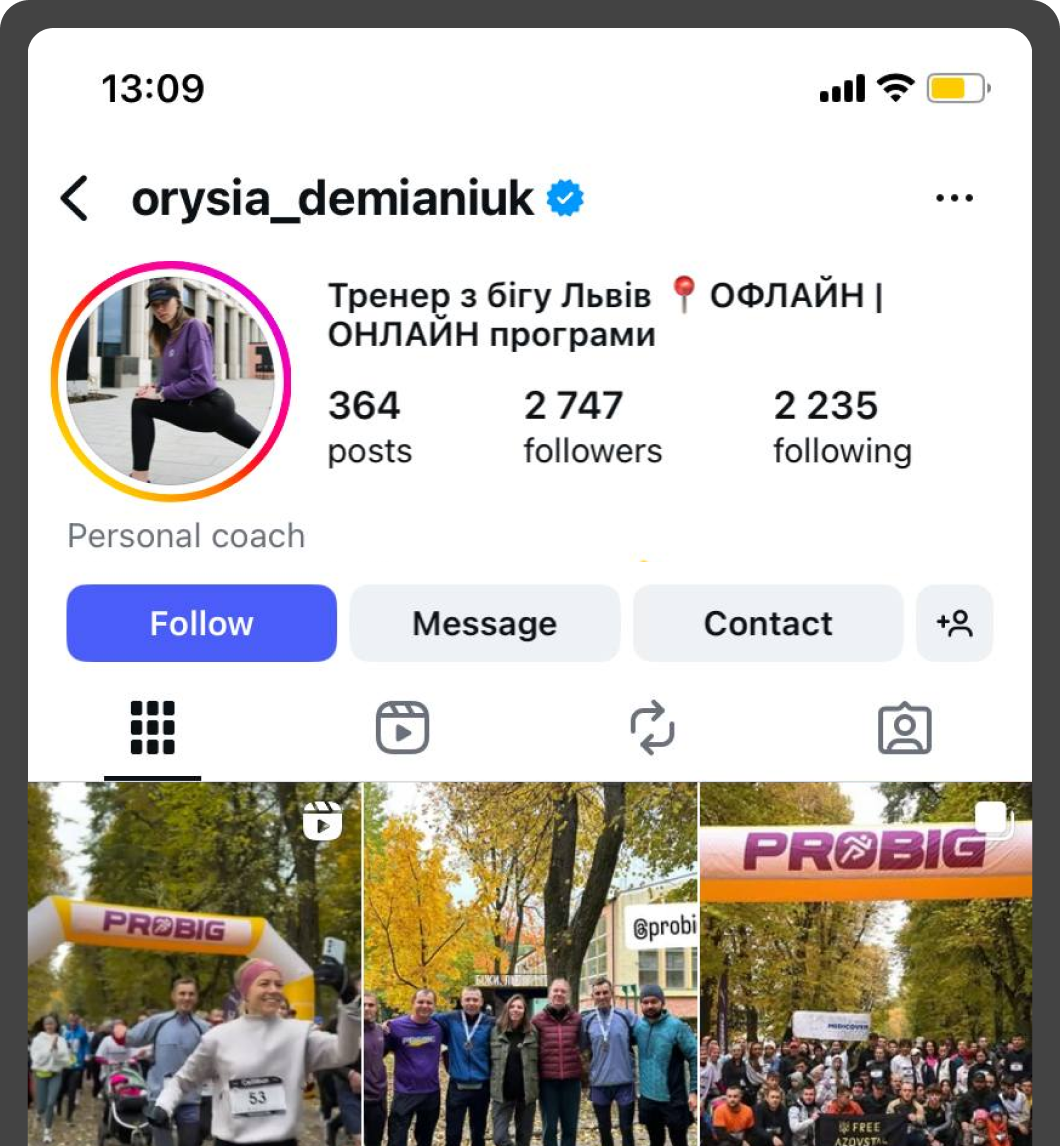 13:09
orysia_demianiuk
Тренер з бігу Львів 📍 ОФЛАЙН |
ОНЛАЙН програми
364 2 747 2 235
posts followers following
Personal coach
Follow Message Contact
PROBIG
53
@probi
PROBIG
MEDICOVER
FREE
AZOVSTAL